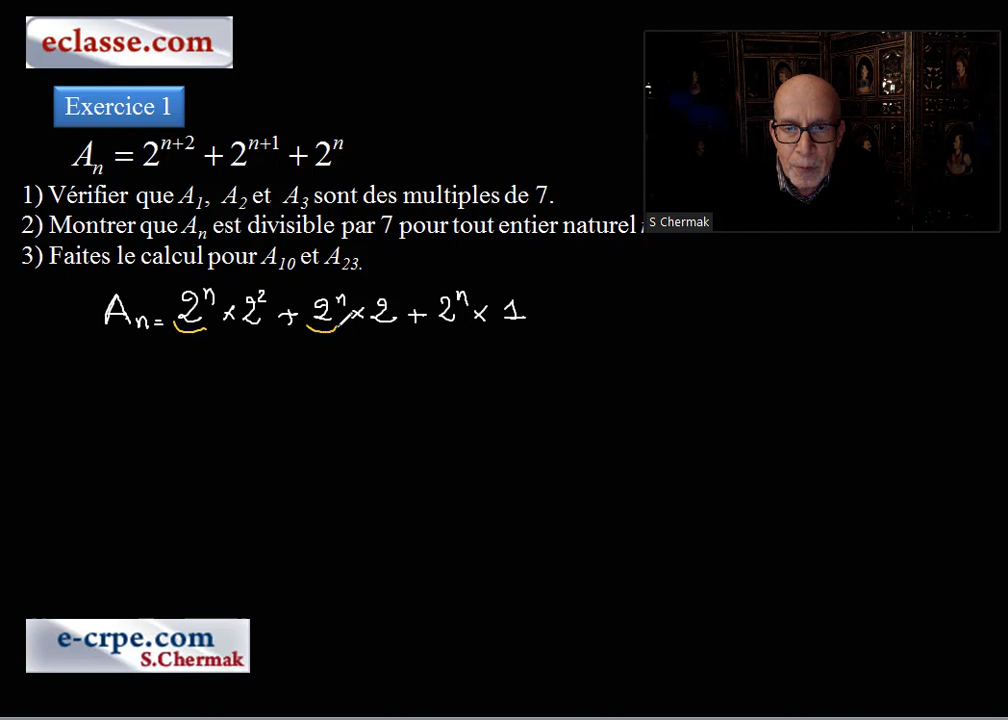 eclasse.com
Exercice 1
Aₙ = 2ⁿ⁺² + 2ⁿ⁺¹ + 2ⁿ
1) Vérifier que A₁, A₂ et A₃ sont des multiples de 7.
2) Montrer que Aₙ est divisible par 7 pour tout entier naturel
S Chermak
3) Faites le calcul pour A₁₀ et A₂₃.
Aₙ = 2ⁿ × 2² + 2ⁿ × 2 + 2ⁿ × 1
e-crpe.com
S.Chermak